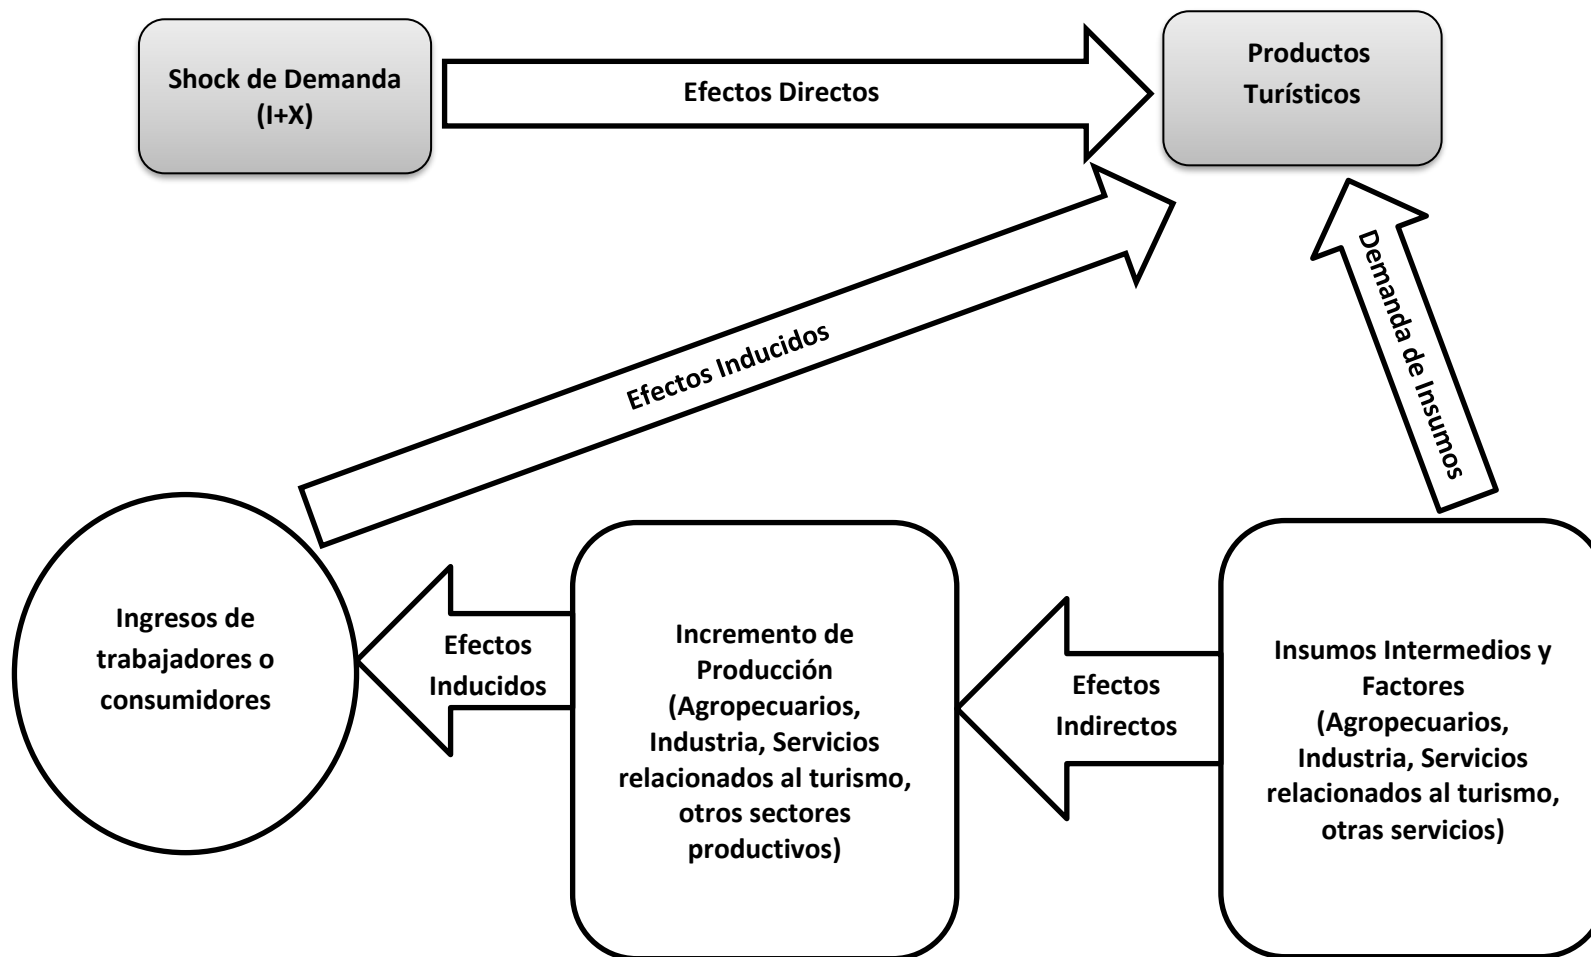 Shock de Demanda
(I+X)
Efectos Directos
Productos
Turísticos
Efectos Inducidos
Demanda de Insumos
Ingresos de
trabajadores o
consumidores
Efectos
Inducidos
Incremento de
Producción
(Agropecuarios,
Industria, Servicios
relacionados al turismo,
otros sectores
productivos)
Efectos
Indirectos
Insumos Intermedios y
Factores
(Agropecuarios,
Industria, Servicios
relacionados al turismo,
otras servicios)